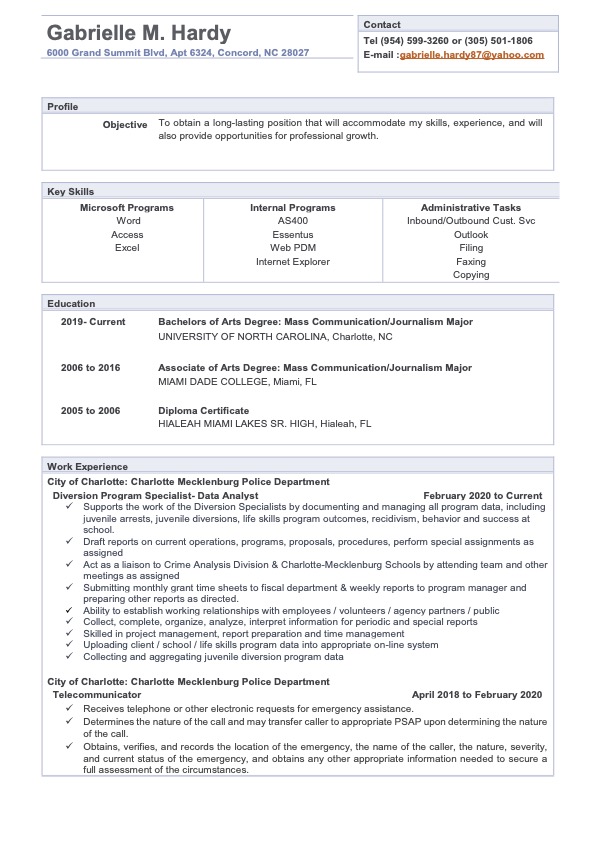 Gabrielle M. Hardy
6000 Grand Summit Blvd, Apt 6324, Concord, NC 28027
Contact
Tel (954) 599-3260 or (305) 501-1806
E-mail :gabrielle.hardy87@yahoo.com
Profile
Objective To obtain a long-lasting position that will accommodate my skills, experience, and will
also provide opportunities for professional growth.
Key Skills
Microsoft Programs
Word
Access
Excel
Internal Programs
AS400
Essentus
Web PDM
Internet Explorer
Administrative Tasks
Inbound/Outbound Cust. Svc
Outlook
Filing
Faxing
Copying
Education
2019- Current Bachelors of Arts Degree: Mass Communication/Journalism Major
UNIVERSITY OF NORTH CAROLINA, Charlotte, NC
2006 to 2016 Associate of Arts Degree: Mass Communication/Journalism Major
MIAMI DADE COLLEGE, Miami, FL
2005 to 2006 Diploma Certificate
HIALEAH MIAMI LAKES SR. HIGH, Hialeah, FL
Work Experience
City of Charlotte: Charlotte Mecklenburg Police Department
Diversion Program Specialist- Data Analyst February 2020 to Current
✓ Supports the work of the Diversion Specialists by documenting and managing all program data, including
juvenile arrests, juvenile diversions, life skills program outcomes, recidivism, behavior and success at
school.
✓ Draft reports on current operations, programs, proposals, procedures, perform special assignments as
assigned
✓ Act as a liaison to Crime Analysis Division & Charlotte-Mecklenburg Schools by attending team and other
meetings as assigned
✓ Submitting monthly grant time sheets to fiscal department & weekly reports to program manager and
preparing other reports as directed.
✓ Ability to establish working relationships with employees / volunteers / agency partners / public
✓ Collect, complete, organize, analyze, interpret information for periodic and special reports
✓ Skilled in project management, report preparation and time management
✓ Uploading client / school / life skills program data into appropriate on-line system
✓ Collecting and aggregating juvenile diversion program data
City of Charlotte: Charlotte Mecklenburg Police Department
Telecommunicator April 2018 to February 2020
✓ Receives telephone or other electronic requests for emergency assistance.
✓ Determines the nature of the call and may transfer caller to appropriate PSAP upon determining the nature
of the call.
✓ Obtains, verifies, and records the location of the emergency, the name of the caller, the nature, severity,
and current status of the emergency, and obtains any other appropriate information needed to secure a
full assessment of the circumstances.